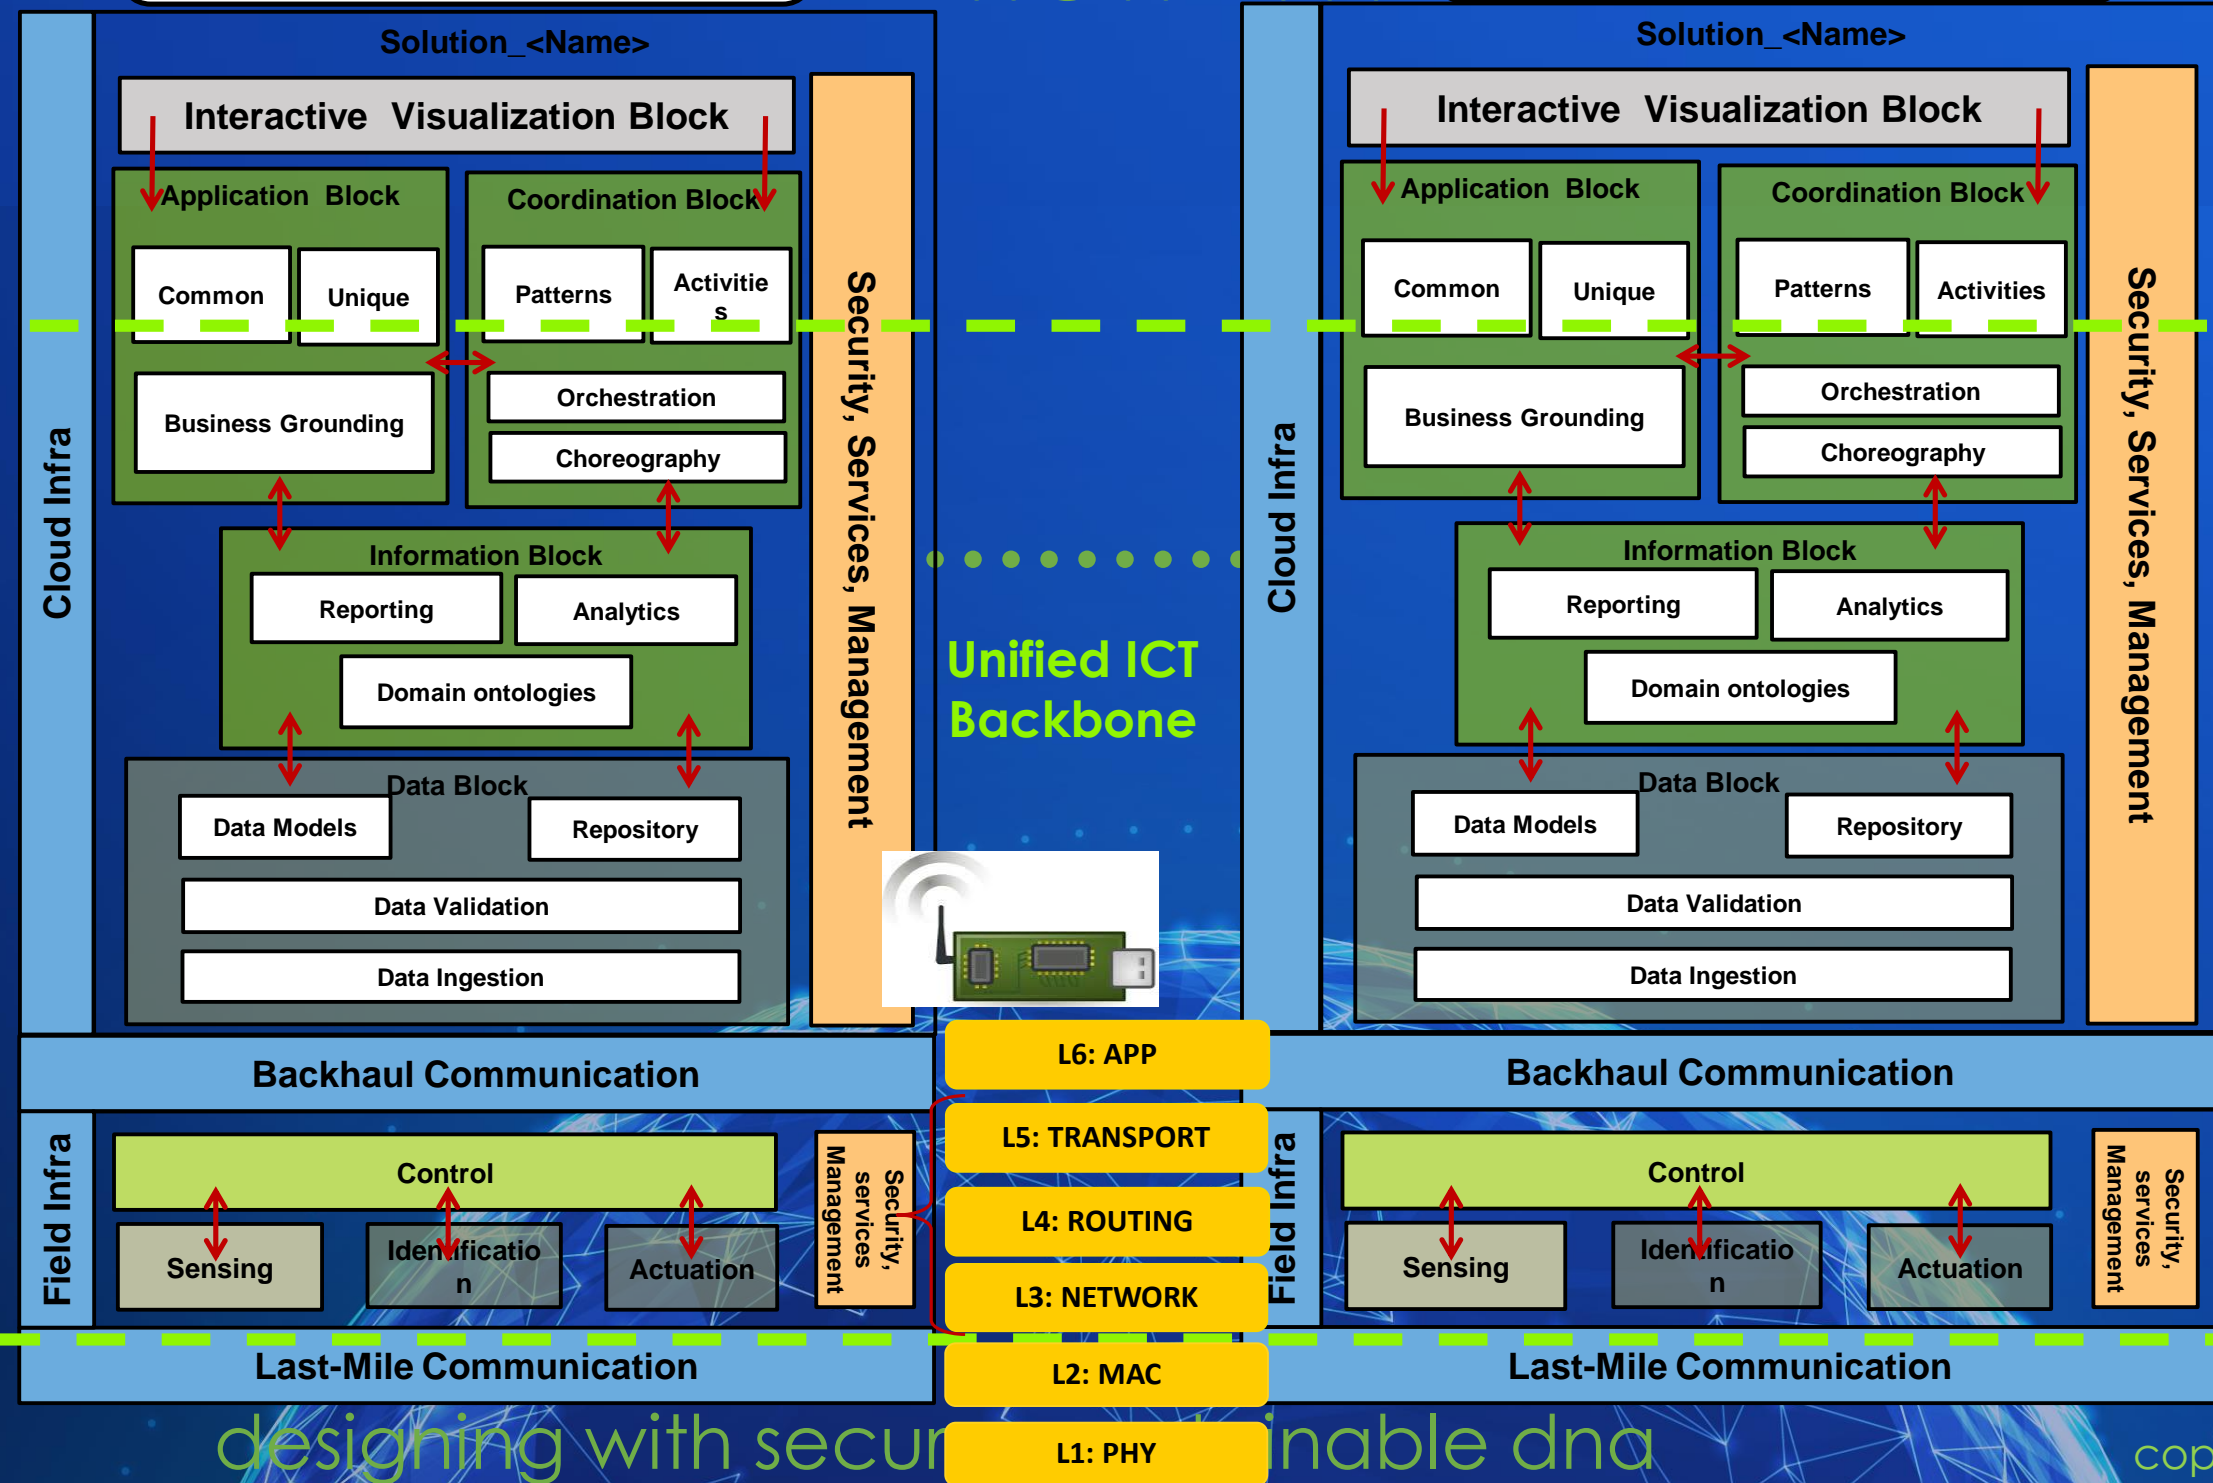 Solution_<Name>
Interactive Visualization Block
Application Block
Coordination Block
Common
Unique
Patterns
Activitie
s
Business Grounding
Orchestration
Choreography
Information Block
Reporting
Analytics
Domain ontologies
Data Block
Data Models
Repository
Data Validation
Data Ingestion
Cloud Infra
Security, Services, Management
Backhaul Communication
Field Infra
Control
Sensing
Identificatio
n
Actuation
Security,
services
Management
Last-Mile Communication
Unified ICT
Backbone
L6: APP
L5: TRANSPORT
L4: ROUTING
L3: NETWORK
L2: MAC
L1: PHY
Solution_<Name>
Interactive Visualization Block
Application Block
Coordination Block
Common
Unique
Patterns
Activities
Business Grounding
Orchestration
Choreography
Information Block
Reporting
Analytics
Domain ontologies
Data Block
Data Models
Repository
Data Validation
Data Ingestion
Cloud Infra
Security, Services, Management
Backhaul Communication
Field Infra
Control
Sensing
Identificatio
n
Actuation
Security,
services
Management
Last-Mile Communication
designing with secur inable dna
cop